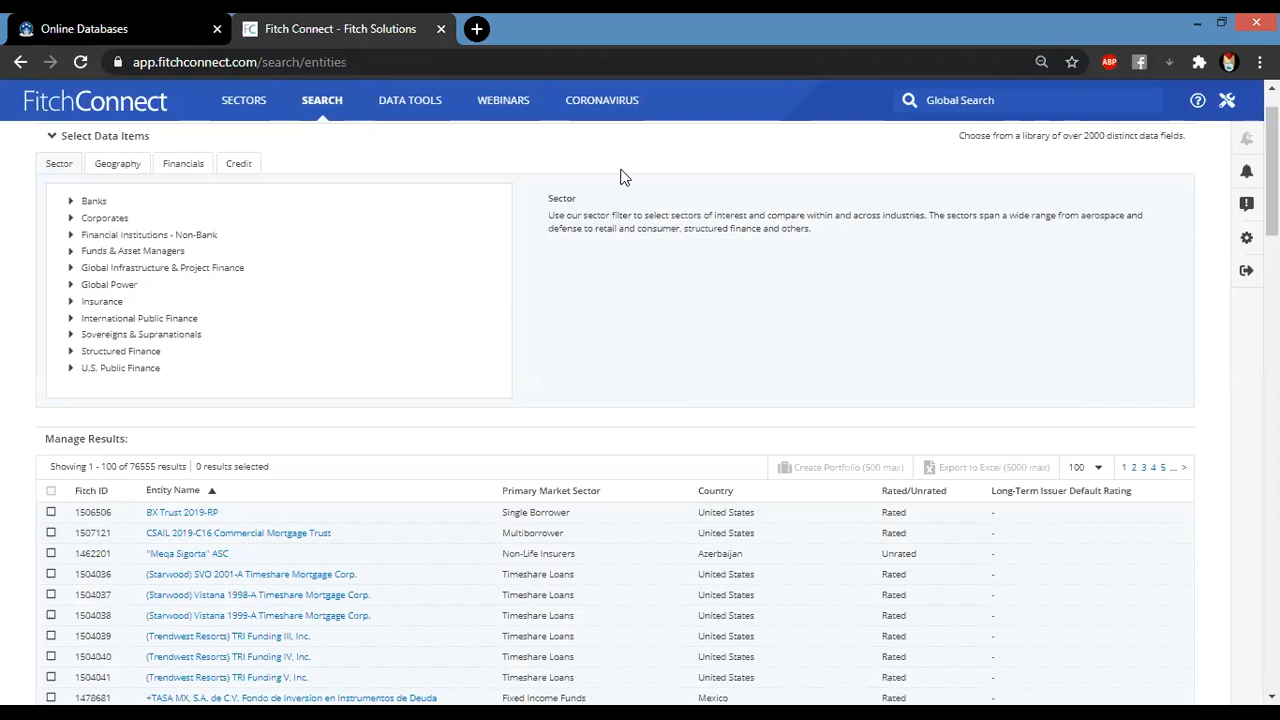 Online Databases
Fitch Connect - Fitch Solutions
app.fitchconnect.com/search/entities
ABP
FitchConnect SECTORS SEARCH DATA TOOLS WEBINARS CORONAVIRUS Global Search
Select Data Items Choose from a library of over 2000 distinct data fields.
Sector Geography Financials Credit
Banks
Corporates
Financial Institutions - Non-Bank
Funds & Asset Managers
Global Infrastructure & Project Finance
Global Power
Insurance
International Public Finance
Sovereigns & Supranationals
Structured Finance
U.S. Public Finance
Sector
Use our sector filter to select sectors of interest and compare within and across industries. The sectors span a wide range from aerospace and
defense to retail and consumer, structured finance and others.
Manage Results:
Showing 1 - 100 of 76555 results 0 results selected Create Portfolio (500 max) Export to Excel (5000 max) 100 1 2 3 4 5 ... >
Fitch ID Entity Name Primary Market Sector Country Rated/Unrated Long-Term Issuer Default Rating
1506506 BX Trust 2019-RP Single Borrower United States Rated -
1507121 CSAIL 2019-C16 Commercial Mortgage Trust Multiborrower United States Rated -
1462201 "Meqa Sigorta" ASC Non-Life Insurers Azerbaijan Unrated -
1504036 (Starwood) SVO 2001-A Timeshare Mortgage Corp. Timeshare Loans United States Rated -
1504037 (Starwood) Vistana 1998-A Timeshare Mortgage Corp. Timeshare Loans United States Rated -
1504038 (Starwood) Vistana 1999-A Timeshare Mortgage Corp. Timeshare Loans United States Rated -
1504039 (Trendwest Resorts) TRI Funding III, Inc. Timeshare Loans United States Rated -
1504040 (Trendwest Resorts) TRI Funding IV, Inc. Timeshare Loans United States Rated -
1504041 (Trendwest Resorts) TRI Funding V, Inc. Timeshare Loans United States Rated -
1478681 +TASA MX, S.A. de C.V. Fondo de Inversion en Instrumentos de Deuda Fixed Income Funds Mexico Rated -